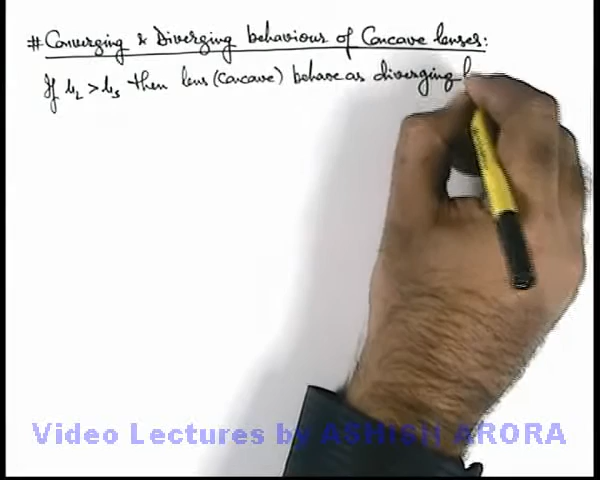 # Converging & Diverging behaviours of Concave lenses:
If μL > μs then lens (Concave) behave as diverging l
Video Lectures by ASHISH ARORA